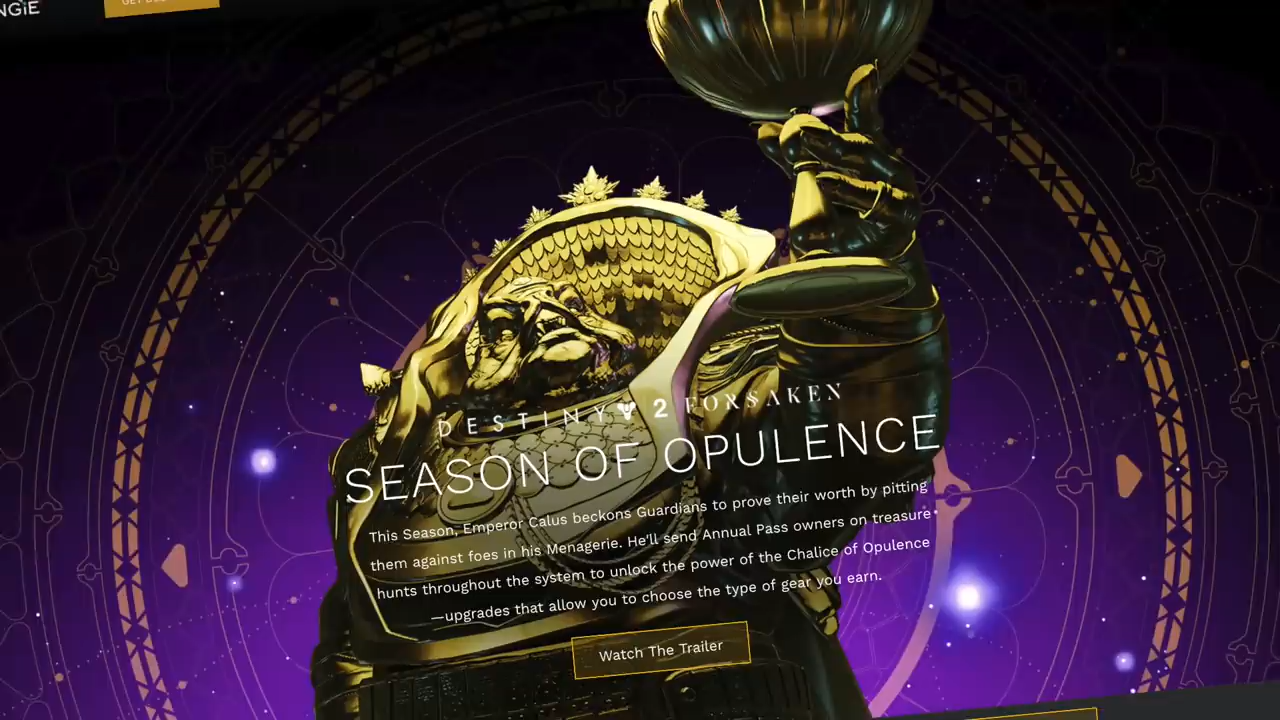 DESTINY 2 FORSAKEN
SEASON OF OPULENCE
This Season, Emperor Calus beckons Guardians to prove their worth by pitting
them against foes in his Menagerie. He'll send Annual Pass owners on treasure
hunts throughout the system to unlock the power of the Chalice of Opulence
—upgrades that allow you to choose the type of gear you earn.
Watch The Trailer